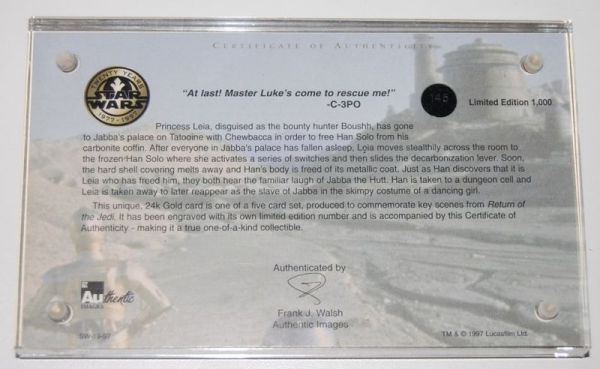 CERTIFICATE OF AUTHENTICITY
TWENTY YEARS
STAR
WARS
1977-1997
"At last! Master Luke's come to rescue me!"
-C-3PO
145
Limited Edition 1,000
Princess Leia, disguised as the bounty hunter Boushh, has gone
to Jabba's palace on Tatooine with Chewbacca in order to free Han Solo from his
carbonite coffin. After everyone in Jabba's palace has fallen asleep, Leia moves stealthily across the room to
the frozen Han Solo where she activates a series of switches and then slides the decarbonization lever. Soon,
the hard shell covering melts away and Han's body is freed of its metallic coat. Just as Han discovers that it is
Leia who has freed him, they both hear the familiar laugh of Jabba the Hutt. Han is taken to a dungeon cell and
Leia is taken away to later reappear as the slave of Jabba in the skimpy costume of a dancing girl.
This unique, 24k Gold card is one of a five card set, produced to commemorate key scenes from Return of
the Jedi. It has been engraved with its own limited edition number and is accompanied by this Certificate of
Authenticity - making it a true one-of-a-kind collectible.
Authenticated by
Frank J. Walsh
Authentic Images
Authentic
IMAGES
SW-13-97
TM & © 1997 Lucasfilm Ltd.